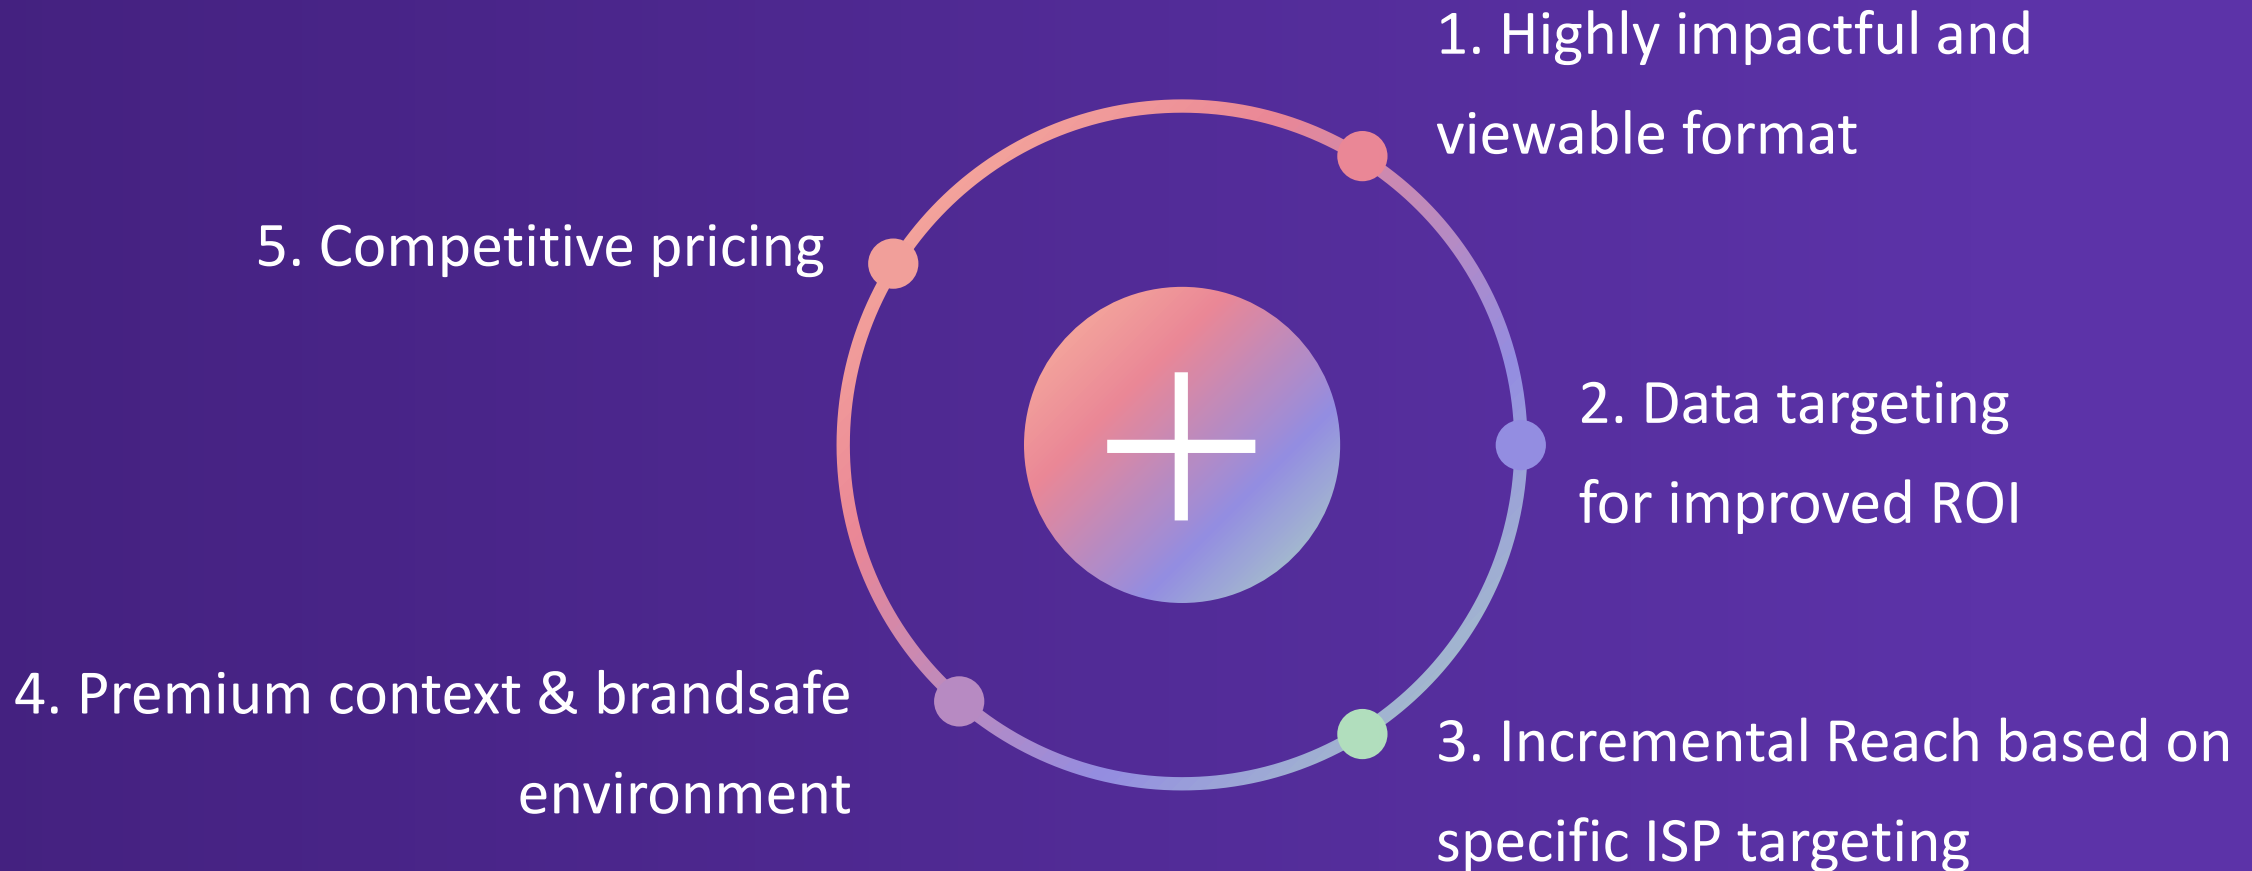 1. Highly impactful and
viewable format
2. Data targeting
for improved ROI
3. Incremental Reach based on
specific ISP targeting
4. Premium context & brandsafe
environment
5. Competitive pricing